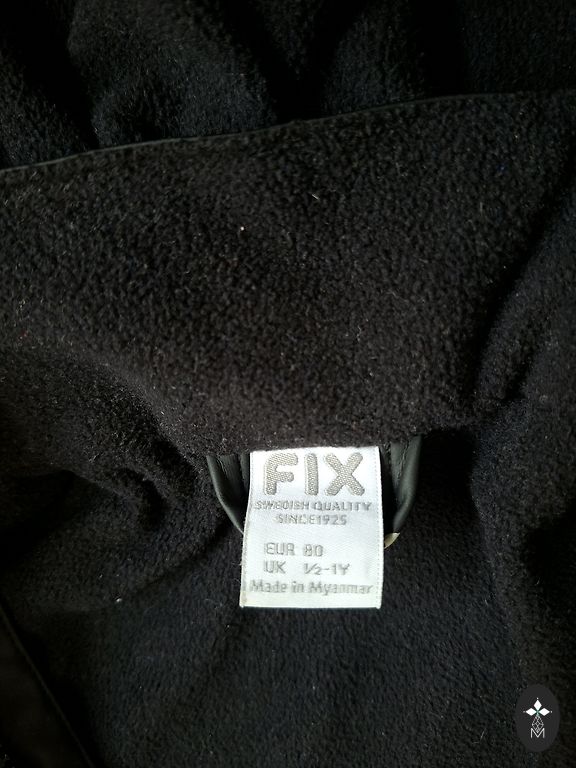 FIX
SWEDISH QUALITY
SINCE1925
EUR 80
UK ½-1Y
Made in Myanmar